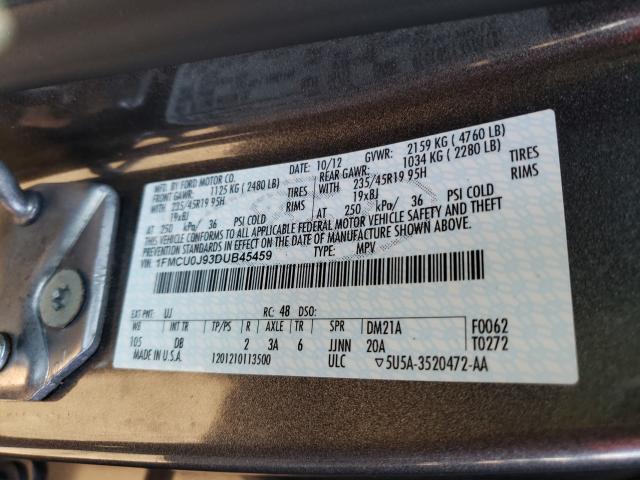 MFD. BY FORD MOTOR CO.
10/12 GVWR: 2159 KG ( 4760 LB)
FRONT GAWR: 1125 KG ( 2480 LB) REAR GAWR: 1034 KG ( 2280 LB)
WITH 235/45R19 95H TIRES WITH 235/45R19 95H TIRES
19x8J RIMS 19x8J RIMS
AT 250 kPa/ 36 PSI COLD AT 250 kPa/ 36 PSI COLD
THIS VEHICLE CONFORMS TO ALL APPLICABLE FEDERAL MOTOR VEHICLE SAFETY AND THEFT
PREVENTION STANDARDS IN EFFECT ON THE DATE OF MANUFACTURE SHOWN ABOVE.
1FMCU0J93DUB45459 TYPE: MPV
EXT PNT: UJ RC: 48 DSO:
WB INT TR TP/PS R AXLE TR SPR DM21A F0062
105 DB 2 3A 6 JJNN 20A T0272
MADE IN U.S.A. 1201210113500 ULC ▽5U5A-3520472-AA